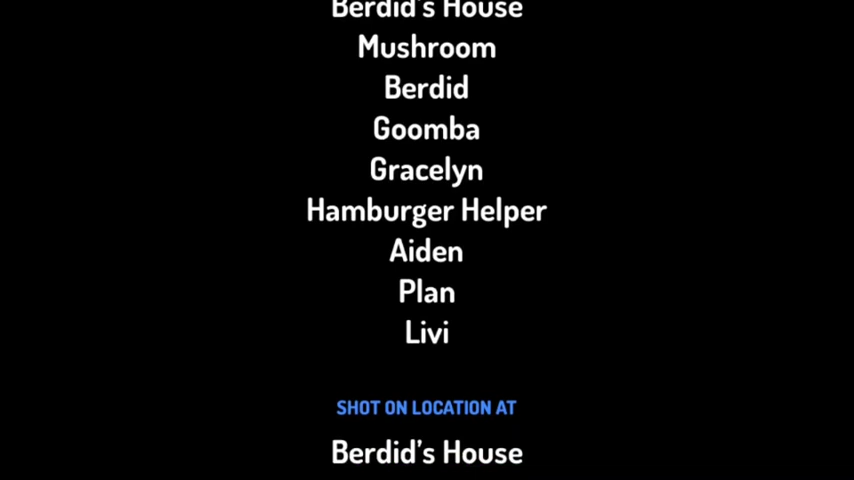 Berdid's House
Mushroom
Berdid
Goomba
Gracelyn
Hamburger Helper
Aiden
Plan
Livi
SHOT ON LOCATION AT
Berdid's House